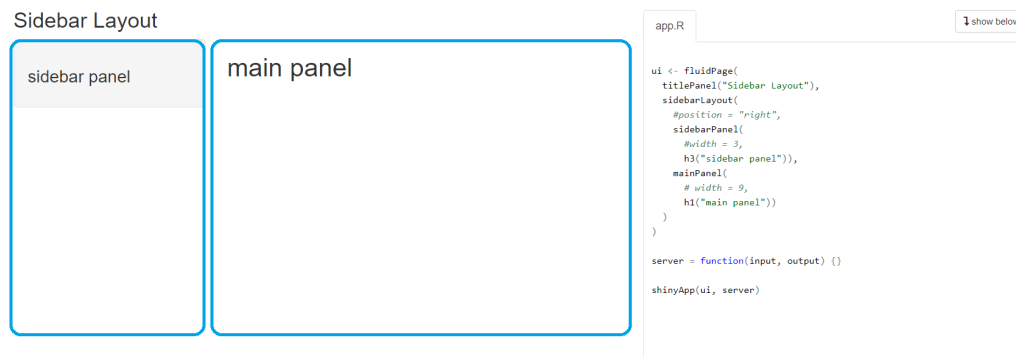 Sidebar Layout
sidebar panel
main panel
app.R
show below
ui <- fluidPage(
  titlePanel("Sidebar Layout"),
  sidebarLayout(
    #position = "right",
    sidebarPanel(
      #width = 3,
      h3("sidebar panel")),
    mainPanel(
      # width = 9,
      h1("main panel"))
  )
)
server = function(input, output) {}
shinyApp(ui, server)